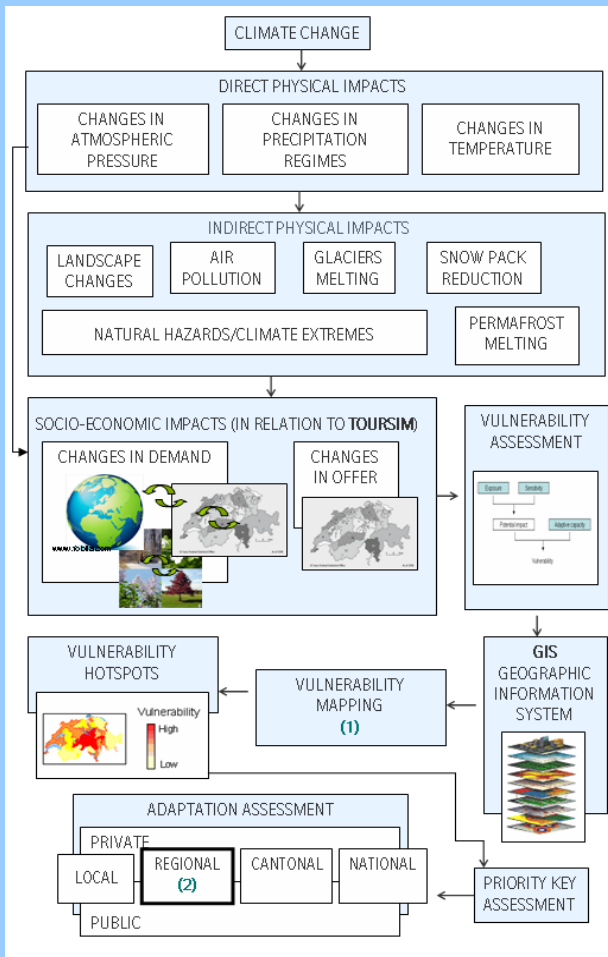 CLIMATE CHANGE
DIRECT PHYSICAL IMPACTS
CHANGES IN
ATMOSPHERIC
PRESSURE
CHANGES IN
PRECIPITATION
REGIMES
CHANGES IN
TEMPERATURE
INDIRECT PHYSICAL IMPACTS
LANDSCAPE
CHANGES
AIR
POLLUTION
GLACIERS
MELTING
SNOW PACK
REDUCTION
NATURAL HAZARDS/CLIMATE EXTREMES
PERMAFROST
MELTING
SOCIO-ECONOMIC IMPACTS (IN RELATION TO TOURSIM)
CHANGES IN DEMAND
CHANGES
IN OFFER
VULNERABILITY
ASSESSMENT
Exposure
Sensitivity
Potential impact
Adaptive capacity
Vulnerability
GIS
GEOGRAPHIC
INFORMATION
SYSTEM
VULNERABILITY
MAPPING
(1)
VULNERABILITY
HOTSPOTS
Vulnerability
High
Low
ADAPTATION ASSESSMENT
PRIVATE
LOCAL
REGIONAL
(2)
CANTONAL
NATIONAL
PUBLIC
PRIORITY KEY
ASSESSMENT